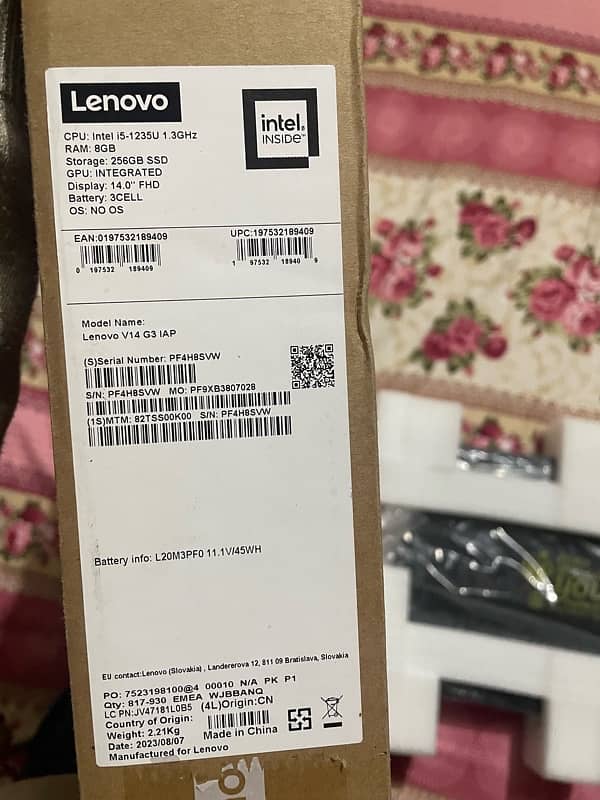 Lenovo
intel.
INSIDE™
CPU: Intel i5-1235U 1.3GHz
RAM: 8GB
Storage: 256GB SSD
GPU: INTEGRATED
Display: 14.0" FHD
Battery: 3CELL
OS: NO OS
EAN:0197532189409
UPC:197532189409
0 197532 189409
1 97532 18940 9
Model Name:
Lenovo V14 G3 IAP
(S)Serial Number: PF4H8SVW
S/N: PF4H8SVW MO: PF9XB3807028
(1S)MTM: 82TSS00K00 S/N: PF4H8SVW
Battery info: L20M3PF0 11.1V/45WH
EU contact:Lenovo (Slovakia) , Landererova 12, 811 09 Bratislava, Slovakia
PO: 7523198100@4 00010 N/A PK P1
Qty: 817-930 EMEA WJBBANQ
LC PN:JV47181L0B5 (4L)Origin:CN
Country of Origin:
Weight: 2.21Kg
Made in China
Date: 2023/08/07
Manufactured for Lenovo